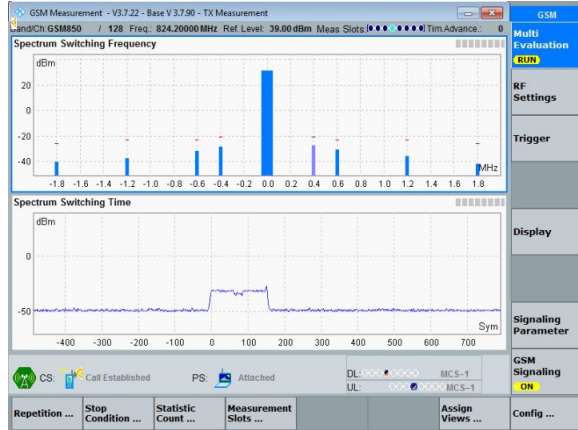 GSM Measurement - V3.7.22 - Base V 3.7.90 - TX Measurement
GSM
Band/Ch:GSM850 / 128 Freq.: 824.20000 MHz Ref. Level: 39.00 dBm Meas Slots: Tim.Advance.: 0
Multi
Evaluation
RUN
Spectrum Switching Frequency
dBm
20
0
-20
-40
MHz
-1.8 -1.6 -1.4 -1.2 -1.0 -0.8 -0.6 -0.4 -0.2 0.0 0.2 0.4 0.6 0.8 1.0 1.2 1.4 1.6 1.8
RF
Settings
Trigger
Spectrum Switching Time
dBm
0
-50
Sym
-400 -300 -200 -100 0 100 200 300 400 500 600 700
Display
Signaling
Parameter
CS: Call Established PS: Attached
DL: MCS-1
UL: MCS-1
GSM
Signaling
ON
Repetition ...
Stop
Condition ...
Statistic
Count ...
Measurement
Slots ...
Assign
Views ...
Config ...